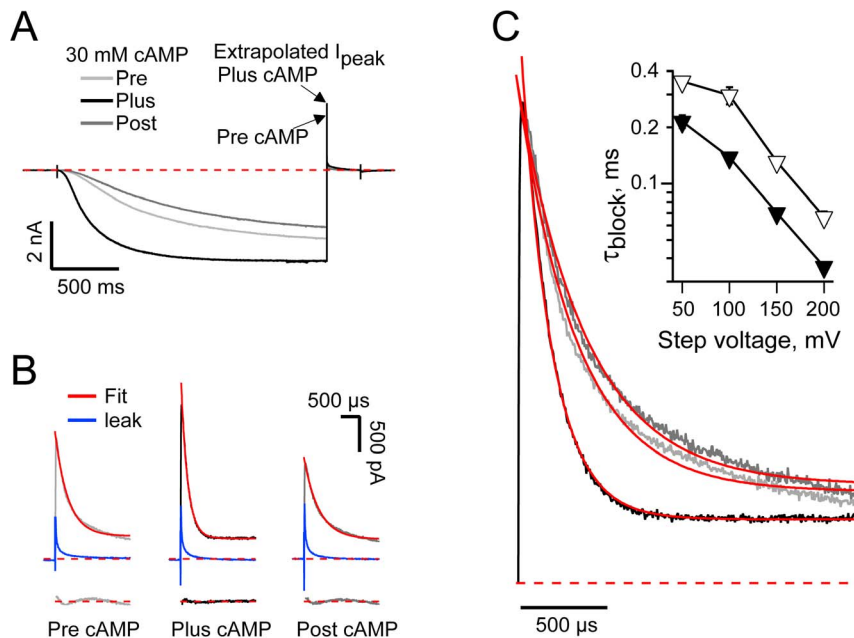 A
30 mM cAMP
Pre
Plus
Post
Extrapolated Ipeak
Plus cAMP
Pre cAMP
2 nA
500 ms
B
Fit
leak
500 µs
500 pA
Pre cAMP
Plus cAMP
Post cAMP
C
τblock, ms
0.4
0.2
0.1
50
100
150
200
Step voltage, mV
500 µs